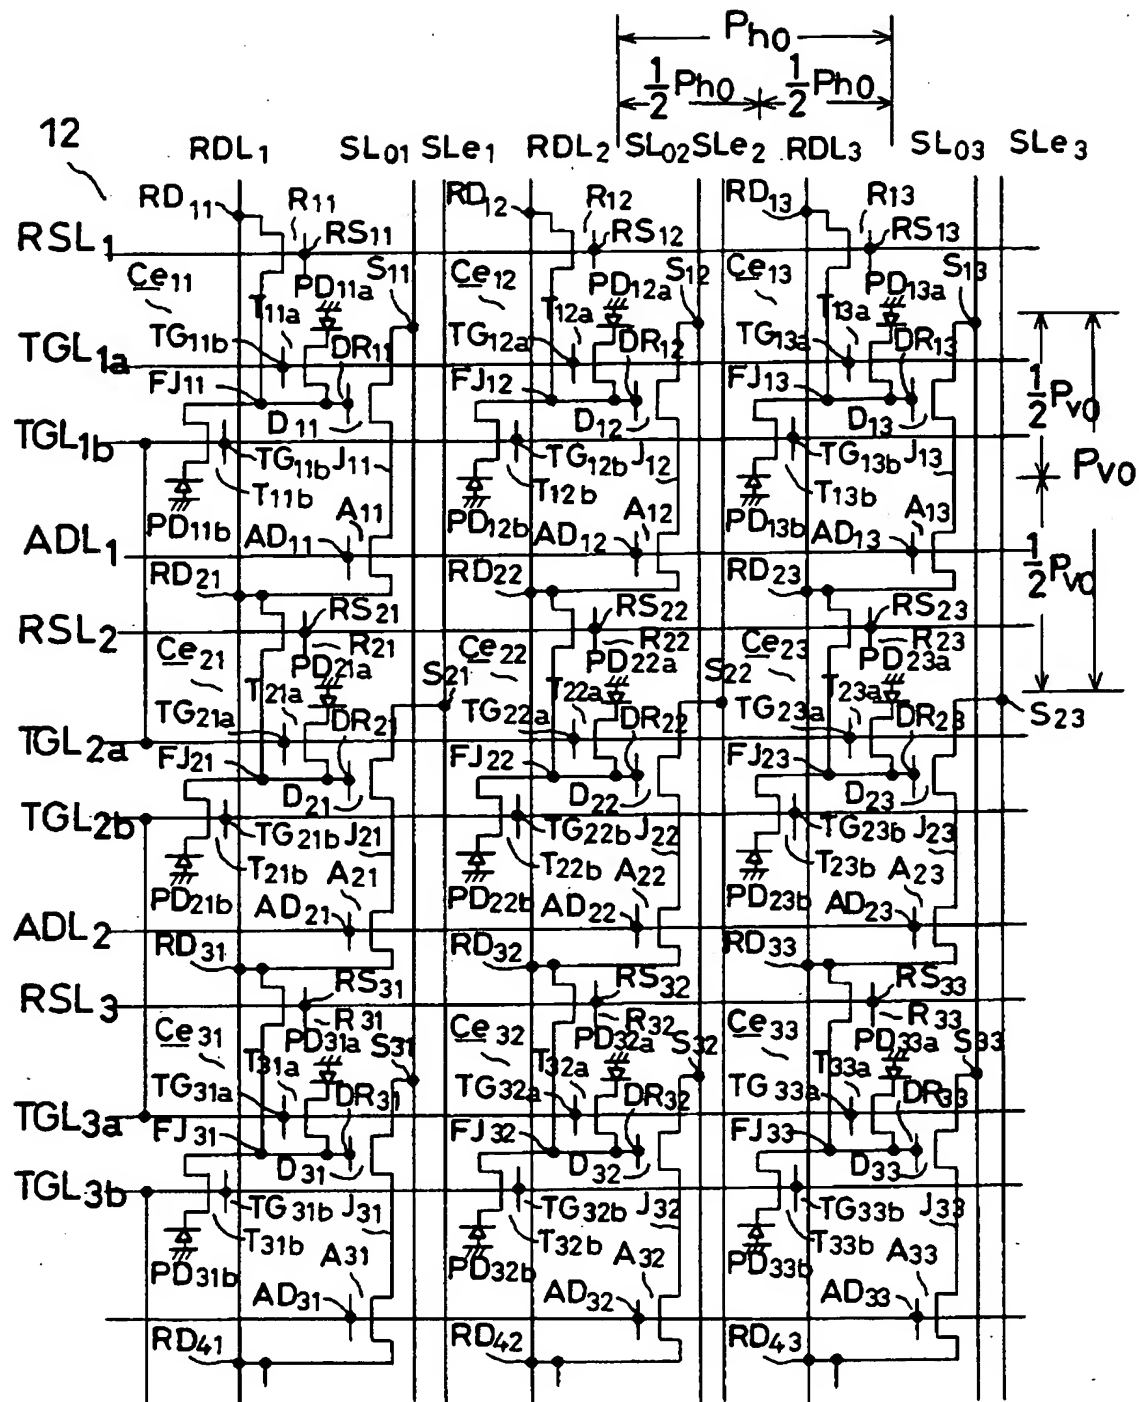 Ph0
1/2 Ph0 1/2 Ph0
12
RDL1 SL01 SLe1 RDL2 SL02 SLe2 RDL3 SL03 SLe3
RD11 R11 RD12 R12 RD13 R13
RSL1 RS11 RS12 RS13
Ce11 PD11a S11 Ce12 PD12a S12 Ce13 PD13a S13
T11a T12a T13a
TGL1a TG11b DR11 TG12a DR12 TG13a DR13
FJ11 FJ12 FJ13
1/2 Pv0
D11 D12 D13
TGL1b TG11b J11 TG12b J12 TG13b J13 Pv0
T11b T12b T13b
PD11b A11 PD12b A12 PD13b A13
ADL1 AD11 AD12 AD13
RD21 RD22 RD23 1/2 Pv0
RSL2 RS21 RS22 RS23
Ce21 R21 Ce22 R22 Ce23 R23
PD21a S21 PD22a S22 PD23a
T21a T22a T23a
TG21a DR21 TG22a DR22 TG23a DR23 S23
TGL2a
FJ21 FJ22 FJ23
D21 D22 D23
TGL2b TG21b J21 TG22b J22 TG23b J23
T21b T22b T23b
PD21b A21 PD22b A22 PD23b A23
ADL2 AD21 AD22 AD23
RD31 RD32 RD33
RSL3 RS31 RS32 RS33
Ce31 R31 Ce32 R32 Ce33 R33
PD31a S31 PD32a S32 PD33a S33
T31a T32a T33a
TG31a DR31 TG32a DR32 TG33a DR33
TGL3a
FJ31 FJ32 FJ33
D31 D32 D33
TGL3b TG31b J31 TG32b J32 TG33b J33
T31b T32b T33b
PD31b A31 PD32b A32 PD33b A33
AD31 AD32 AD33
RD41 RD42 RD43